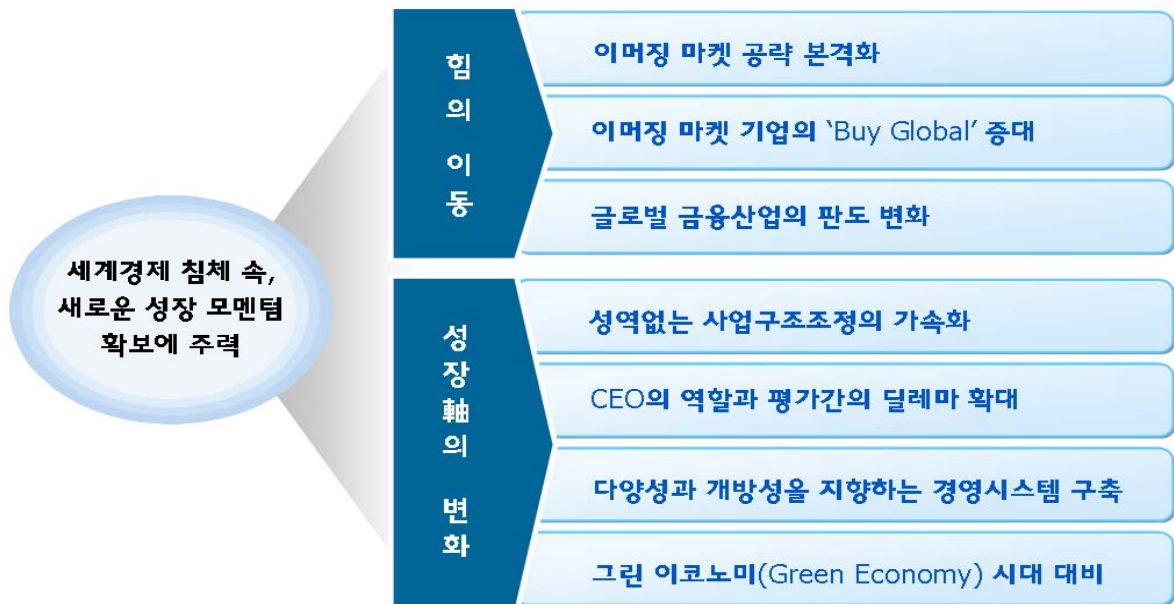 세계경제 침체 속,
새로운 성장 모멘텀
확보에 주력
힘의 이동
이머징 마켓 공략 본격화
이머징 마켓 기업의 ‘Buy Global’ 증대
글로벌 금융산업의 판도 변화
성장軸의 변화
성역없는 사업구조조정의 가속화
CEO의 역할과 평가간의 딜레마 확대
다양성과 개방성을 지향하는 경영시스템 구축
그린 이코노미(Green Economy) 시대 대비